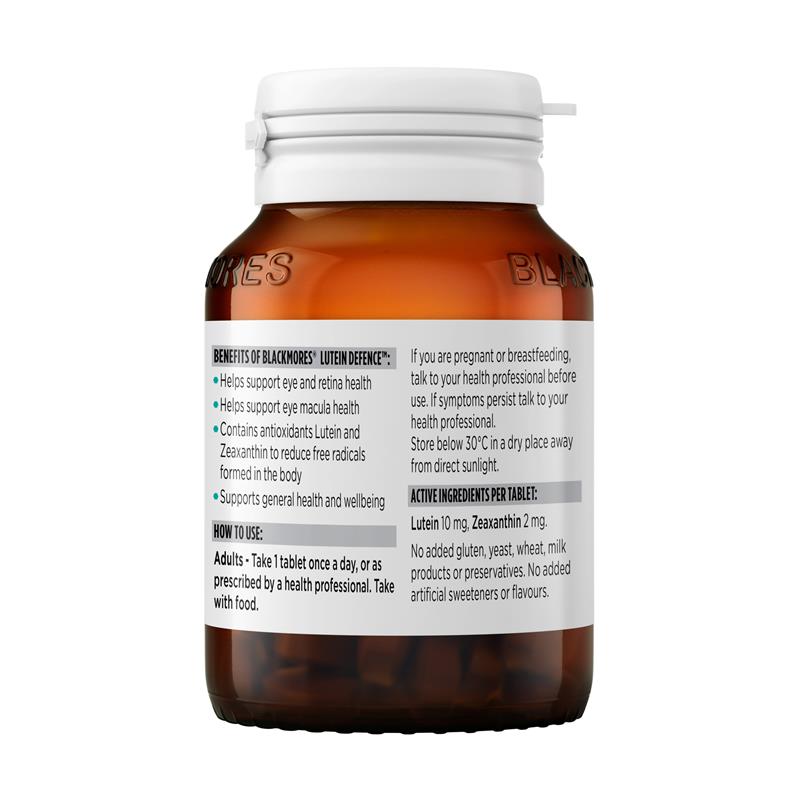 ORES BLAC
BENEFITS OF BLACKMORES® LUTEIN DEFENCE™:
• Helps support eye and retina health
• Helps support eye macula health
• Contains antioxidants Lutein and
Zeaxanthin to reduce free radicals
formed in the body
• Supports general health and wellbeing
HOW TO USE:
Adults - Take 1 tablet once a day, or as
prescribed by a health professional. Take
with food.
If you are pregnant or breastfeeding,
talk to your health professional before
use. If symptoms persist talk to your
health professional.
Store below 30°C in a dry place away
from direct sunlight.
ACTIVE INGREDIENTS PER TABLET:
Lutein 10 mg, Zeaxanthin 2 mg.
No added gluten, yeast, wheat, milk
products or preservatives. No added
artificial sweeteners or flavours.